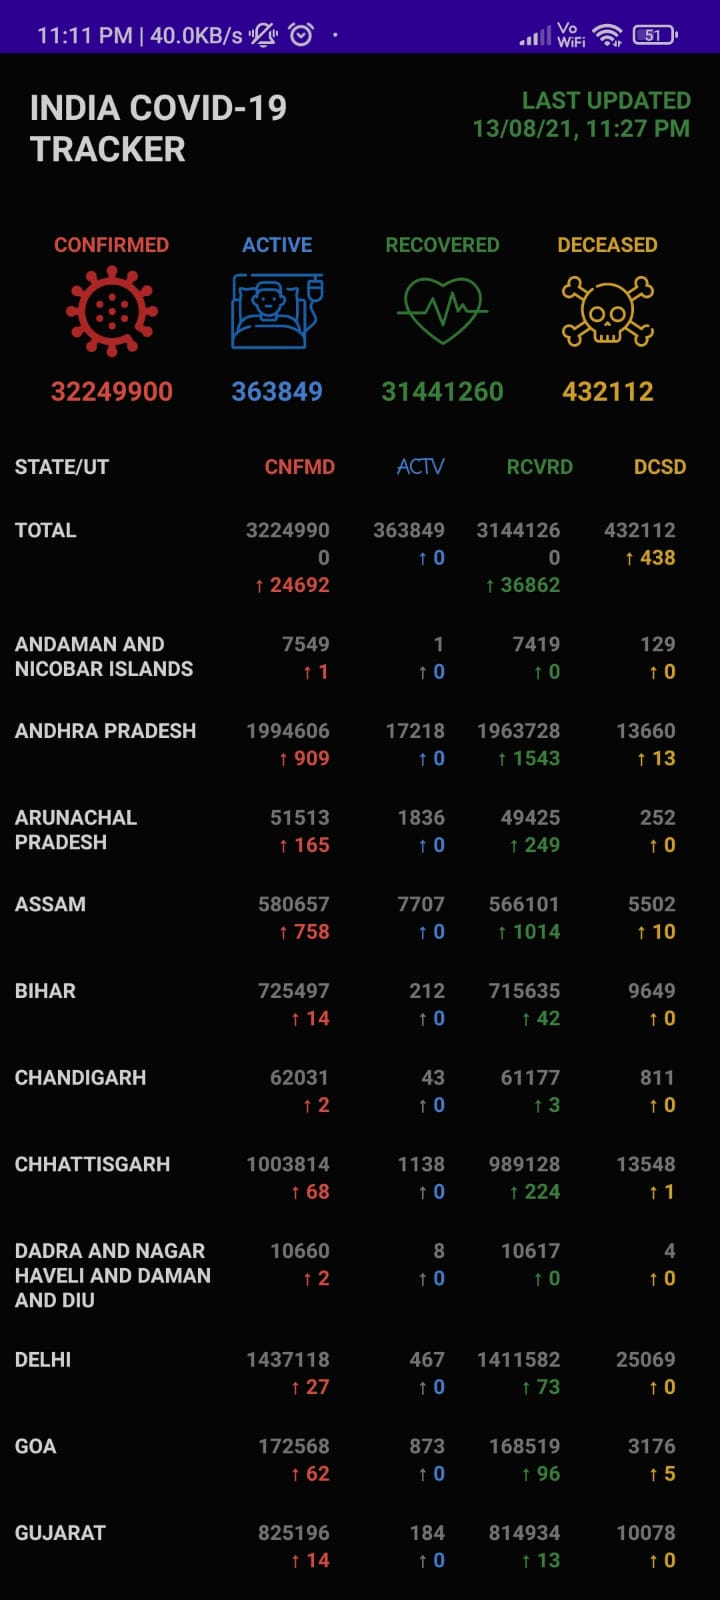 11:11 PM | 40.0KB/s
Vo
WiFi
51
INDIA COVID-19
TRACKER
LAST UPDATED
13/08/21, 11:27 PM
CONFIRMED ACTIVE RECOVERED DECEASED
32249900 363849 31441260 432112
STATE/UT CNFMD ACTV RCVRD DCSD
TOTAL 3224990 363849 3144126 432112
0 ↑ 0 0 ↑ 438
↑ 24692 ↑ 36862
ANDAMAN AND 7549 1 7419 129
NICOBAR ISLANDS ↑ 1 ↑ 0 ↑ 0 ↑ 0
ANDHRA PRADESH 1994606 17218 1963728 13660
↑ 909 ↑ 0 ↑ 1543 ↑ 13
ARUNACHAL 51513 1836 49425 252
PRADESH ↑ 165 ↑ 0 ↑ 249 ↑ 0
ASSAM 580657 7707 566101 5502
↑ 758 ↑ 0 ↑ 1014 ↑ 10
BIHAR 725497 212 715635 9649
↑ 14 ↑ 0 ↑ 42 ↑ 0
CHANDIGARH 62031 43 61177 811
↑ 2 ↑ 0 ↑ 3 ↑ 0
CHHATTISGARH 1003814 1138 989128 13548
↑ 68 ↑ 0 ↑ 224 ↑ 1
DADRA AND NAGAR 10660 8 10617 4
HAVELI AND DAMAN ↑ 2 ↑ 0 ↑ 0 ↑ 0
AND DIU
DELHI 1437118 467 1411582 25069
↑ 27 ↑ 0 ↑ 73 ↑ 0
GOA 172568 873 168519 3176
↑ 62 ↑ 0 ↑ 96 ↑ 5
GUJARAT 825196 184 814934 10078
↑ 14 ↑ 0 ↑ 13 ↑ 0